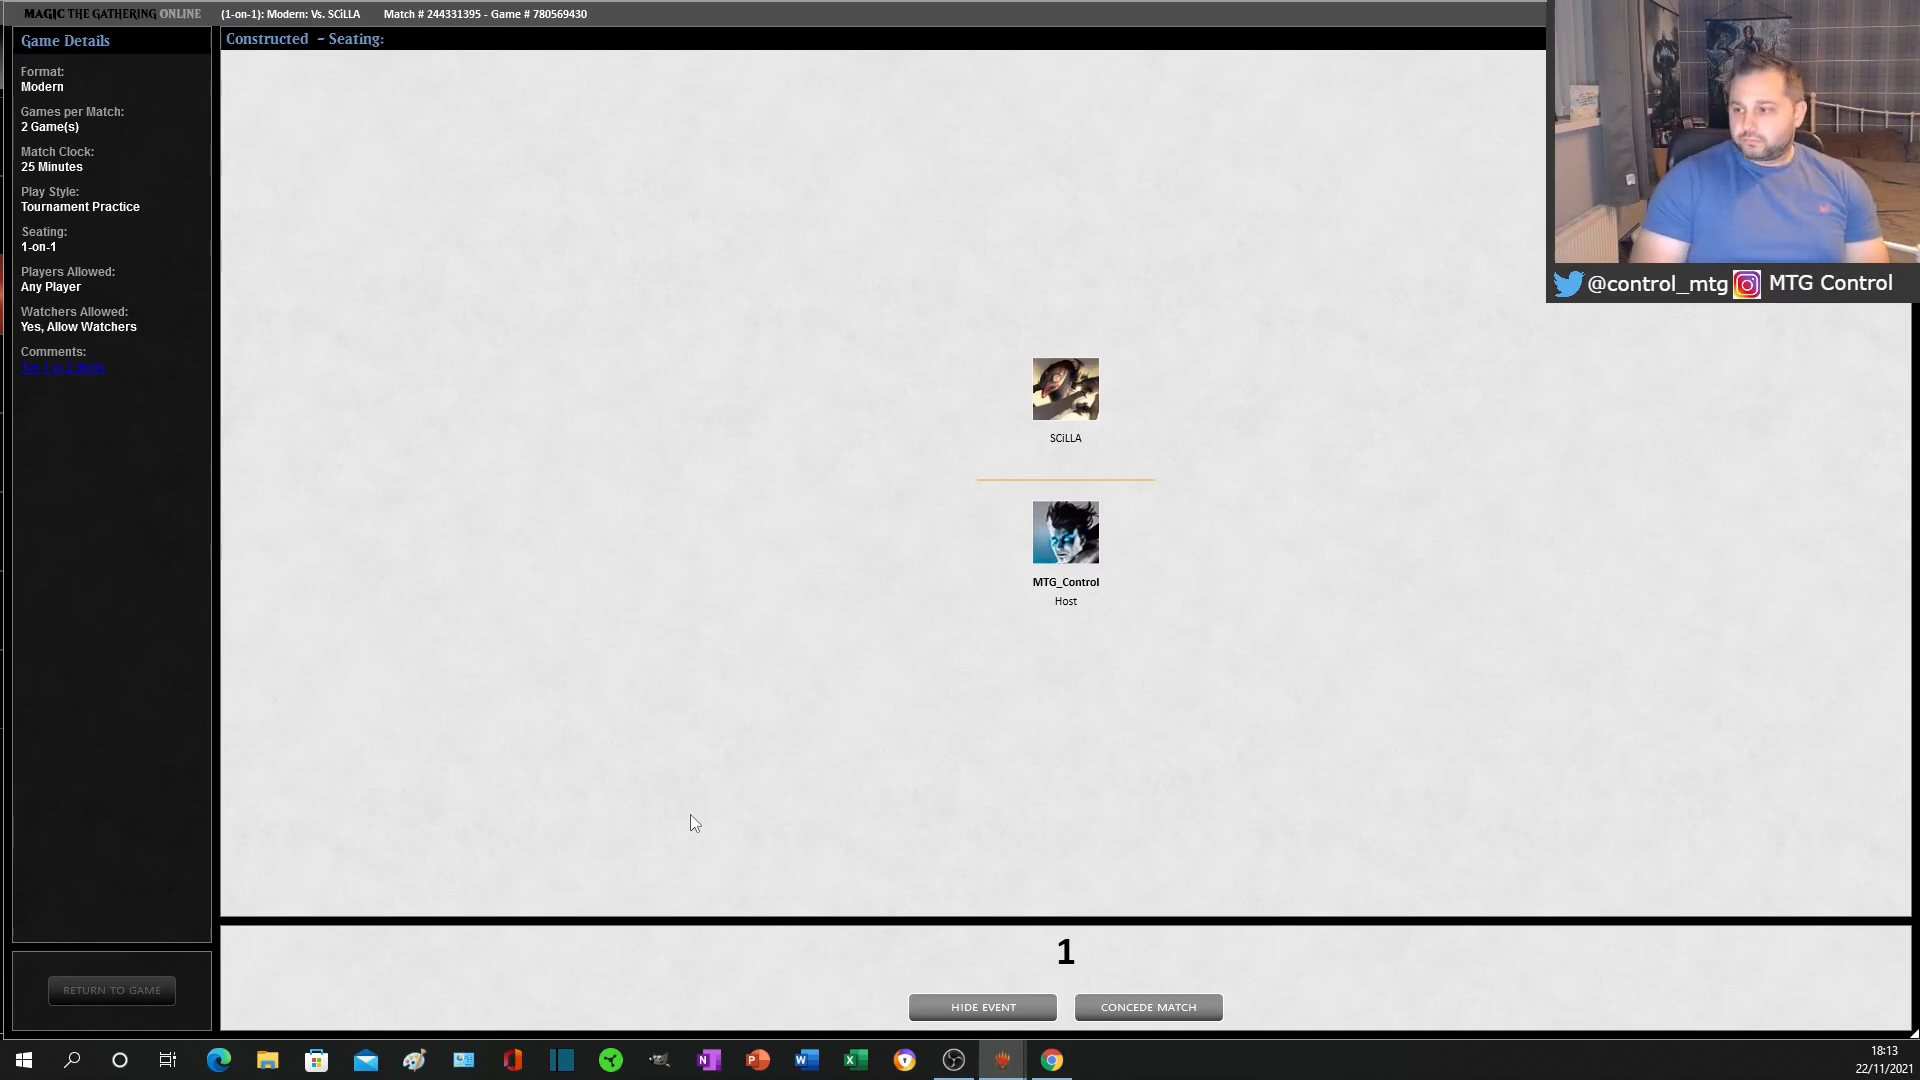 MAGIC THE GATHERING ONLINE
(1-on-1): Modern: Vs. SCiLLA Match # 244331395 - Game # 780569430
Game Details
Format:
Modern
Games per Match:
2 Game(s)
Match Clock:
25 Minutes
Play Style:
Tournament Practice
Seating:
1-on-1
Players Allowed:
Any Player
Watchers Allowed:
Yes, Allow Watchers
Comments:
RETURN TO GAME
Constructed - Seating:
SCiLLA
MTG_Control
Host
1
HIDE EVENT CONCEDE MATCH
@control_mtg MTG Control
18:13
22/11/2021